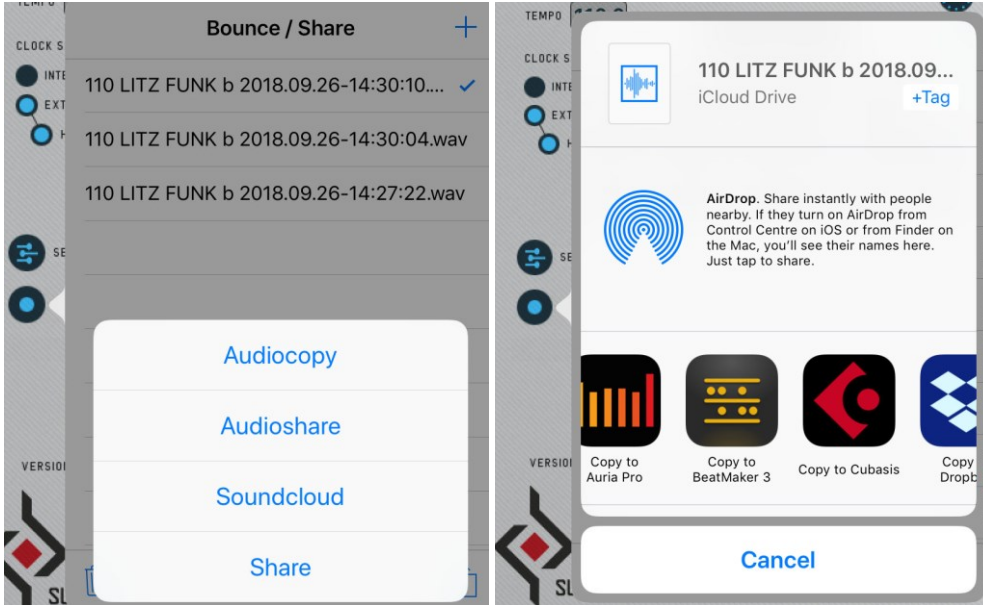 Bounce / Share
CLOCK S
INTE
EXT
H
110 LITZ FUNK b 2018.09.26-14:30:10....
110 LITZ FUNK b 2018.09.26-14:30:04.wav
110 LITZ FUNK b 2018.09.26-14:27:22.wav
SE
Audiocopy
Audioshare
Soundcloud
Share
VERSIO
SL
TEMPO
CLOCK S
INTE
EXT
H
110 LITZ FUNK b 2018.09...
iCloud Drive
+Tag
AirDrop. Share instantly with people
nearby. If they turn on AirDrop from
Control Centre on iOS or from Finder on
the Mac, you'll see their names here.
Just tap to share.
SE
Copy to
Auria Pro
Copy to
BeatMaker 3
Copy to Cubasis
Copy
Dropb
VERSIO
SL
Cancel